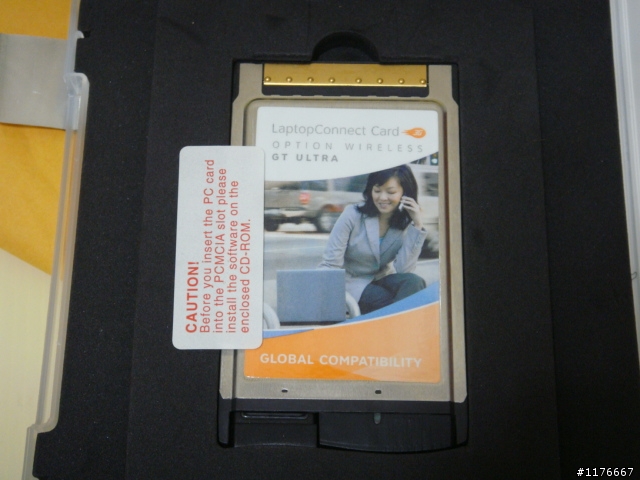 LaptopConnect Card
OPTION WIRELESS
GT ULTRA
CAUTION!
Before you insert the PC card
into the PCMCIA slot please
install the software on the
enclosed CD-ROM.
GLOBAL COMPATIBILITY
#1176667